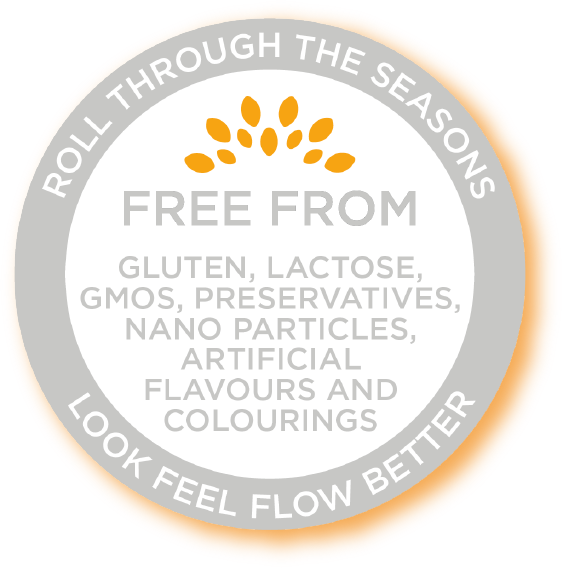 ROLL THROUGH THE SEASONS
FREE FROM
GLUTEN, LACTOSE,
GMOS, PRESERVATIVES,
NANO PARTICLES,
ARTIFICIAL
FLAVOURS AND
COLOURINGS
LOOK FEEL FLOW BETTER